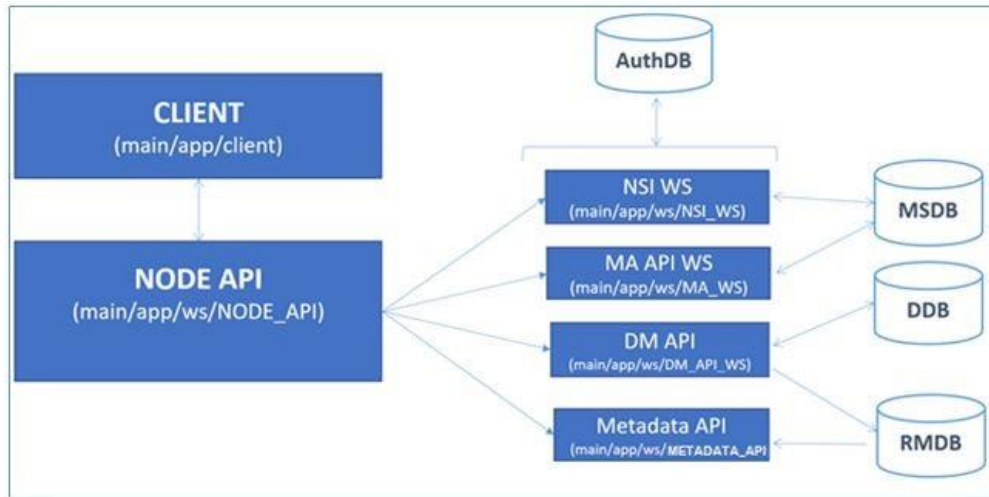 AuthDB
CLIENT
(main/app/client)
NODE API
(main/app/ws/NODE_API)
NSI WS
(main/app/ws/NSI_WS)
MA API WS
(main/app/ws/MA_WS)
DM API
(main/app/ws/DM_API_WS)
Metadata API
(main/app/ws/METADATA_API)
MSDB
DDB
RMDB